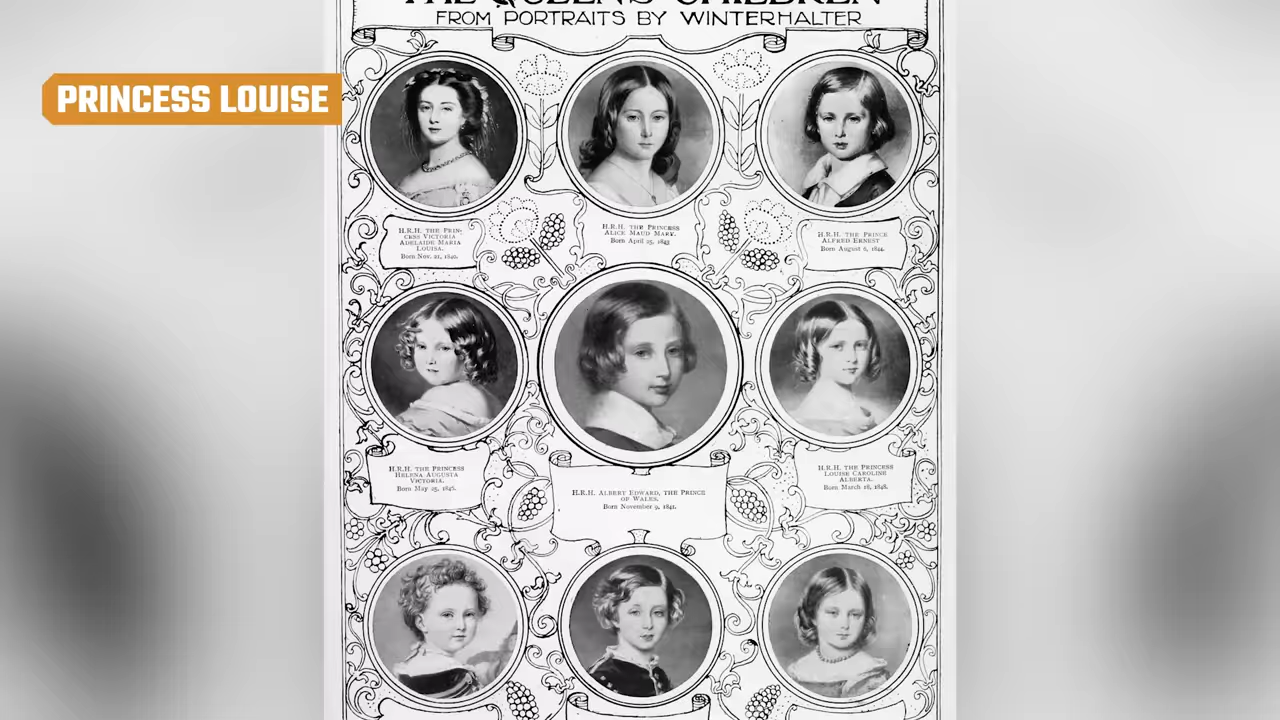 THE QUEEN'S CHILDREN
FROM PORTRAITS BY WINTERHALTER
PRINCESS LOUISE
H.R.H. THE PRIN-
CESS VICTORIA
ADELAIDE MARIA
LOUISA.
Born Nov. 21, 1840.
H.R.H. THE PRINCESS
ALICE MAUD MARY.
Born April 25, 1843
H.R.H. THE PRINCE
ALFRED ERNEST
Born August 6, 1844.
H.R.H. THE PRINCESS
HELENA AUGUSTA
VICTORIA.
Born May 25, 1846.
H.R.H. ALBERT EDWARD, THE PRINCE
OF WALES.
Born November 9, 1841.
H.R.H. THE PRINCESS
LOUISE CAROLINE
ALBERTA.
Born March 18, 1848.